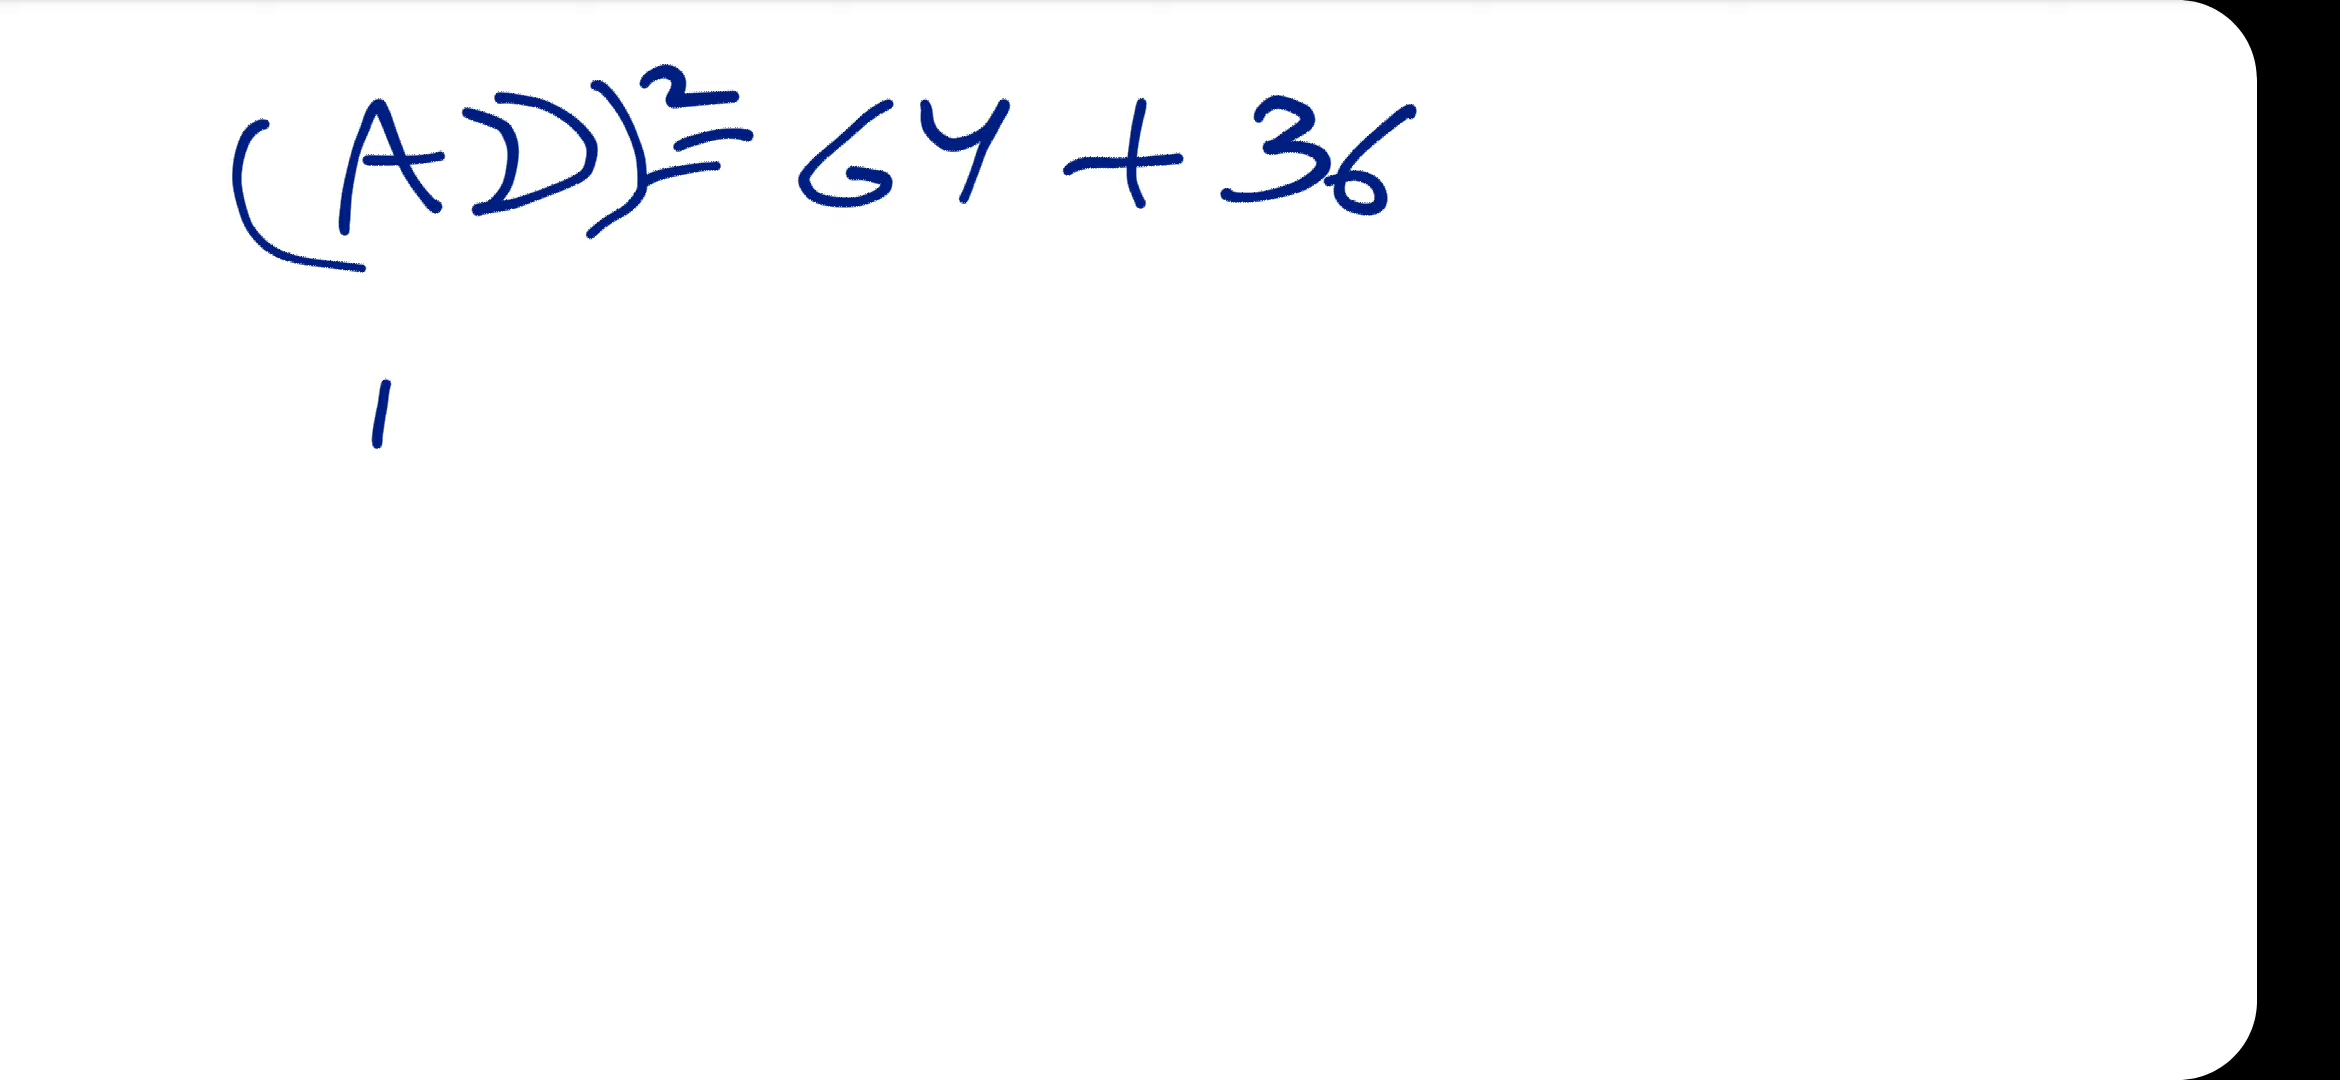 (AD)² = 64 + 36
1